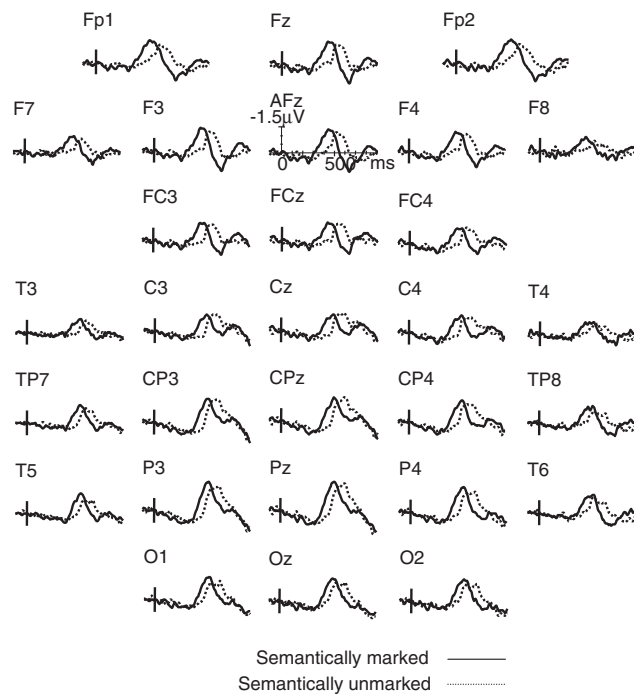 Fp1 Fz Fp2
F7 F3 AFz F4 F8
-1.5μV
0 500 ms
FC3 FCz FC4
T3 C3 Cz C4 T4
TP7 CP3 CPz CP4 TP8
T5 P3 Pz P4 T6
O1 Oz O2
Semantically marked
Semantically unmarked